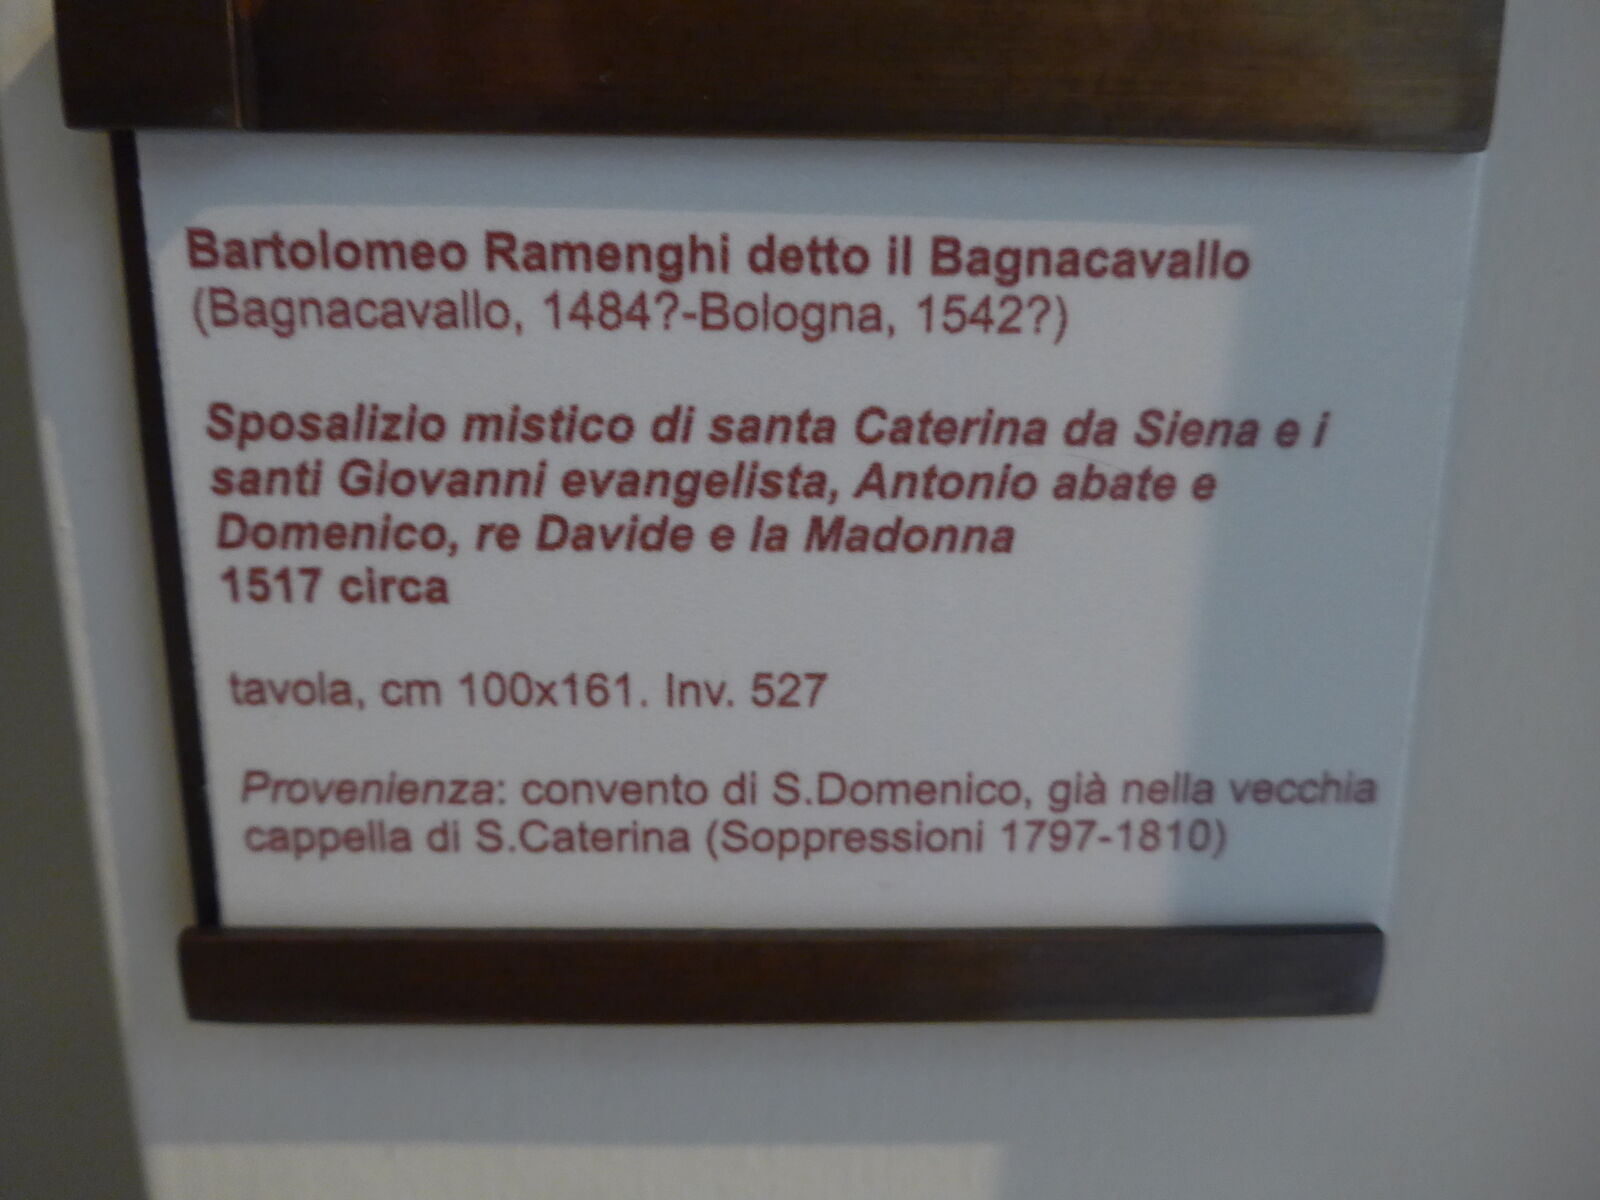 Bartolomeo Ramenghi detto il Bagnacavallo
(Bagnacavallo, 1484?-Bologna, 1542?)
Sposalizio mistico di santa Caterina da Siena e i
santi Giovanni evangelista, Antonio abate e
Domenico, re Davide e la Madonna
1517 circa
tavola, cm 100x161. Inv. 527
Provenienza: convento di S.Domenico, già nella vecchia
cappella di S.Caterina (Soppressioni 1797-1810)